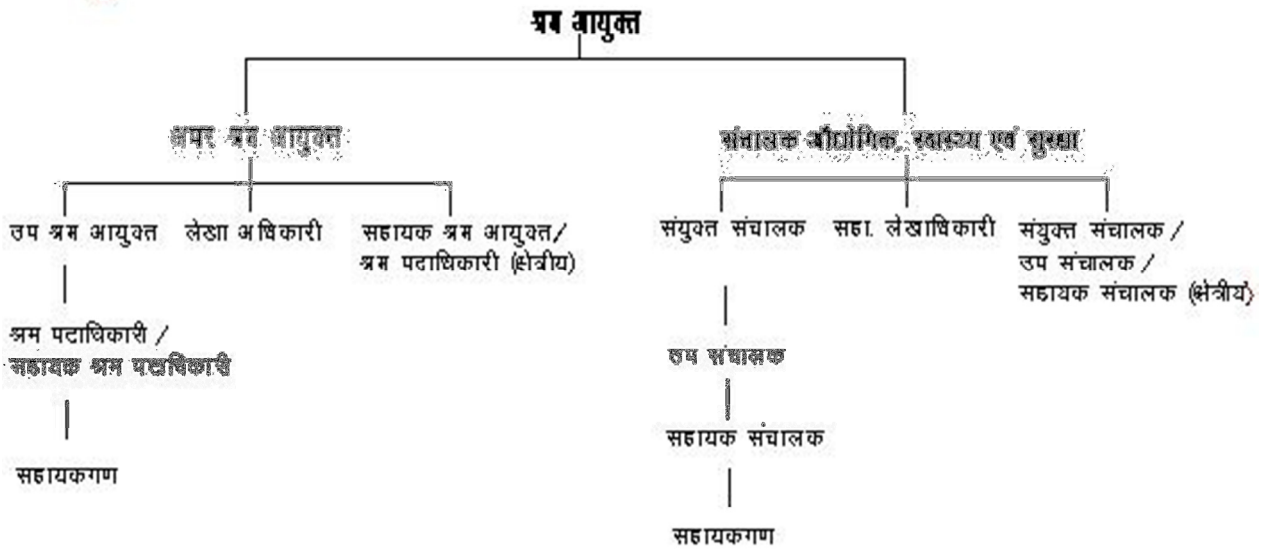 श्रम आयुक्त
अपर श्रम आयुक्त
संचालक औद्योगिक, स्वास्थ्य एवं सुरक्षा
उप श्रम आयुक्त
लेखा अधिकारी
सहायक श्रम आयुक्त/
श्रम पदाधिकारी (क्षेत्रीय)
संयुक्त संचालक
सहा. लेखाधिकारी
संयुक्त संचालक /
उप संचालक /
सहायक संचालक (क्षेत्रीय)
श्रम पदाधिकारी /
सहायक श्रम पदाधिकारी
सहायकगण
उप संचालक
सहायक संचालक
सहायकगण